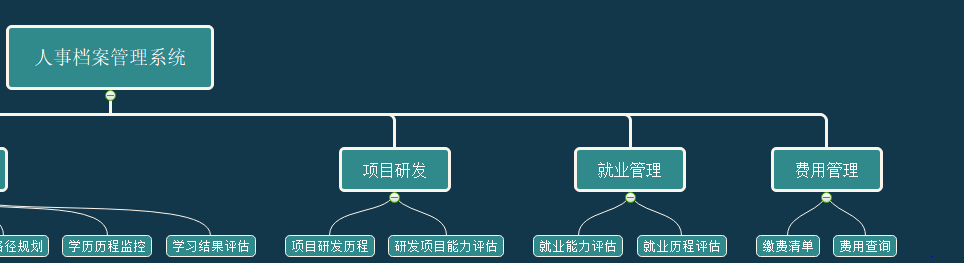 人事档案管理系统
项目研发
就业管理
费用管理
径规划
学历历程监控
学习结果评估
项目研发历程
研发项目能力评估
就业能力评估
就业历程评估
缴费清单
费用查询